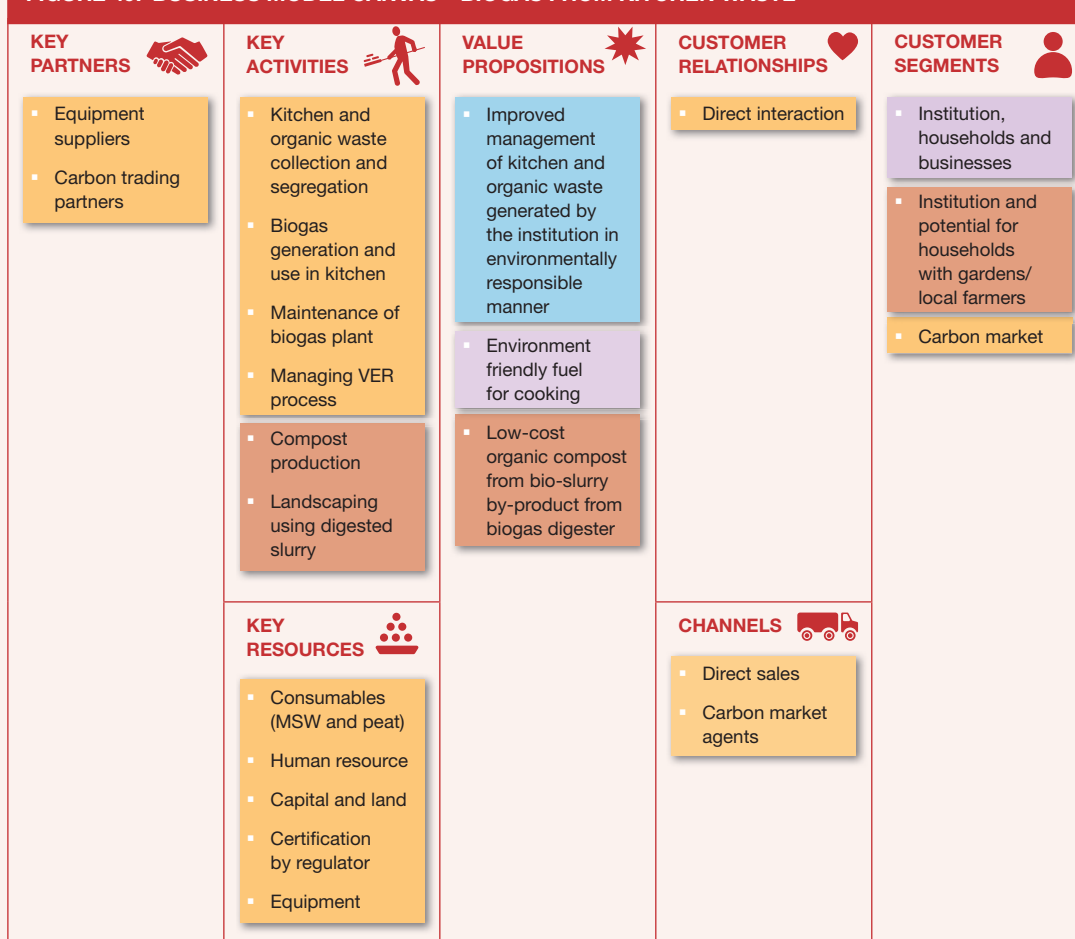 KEY
PARTNERS
Equipment
suppliers
Carbon trading
partners
KEY
ACTIVITIES
Kitchen and
organic waste
collection and
segregation
Biogas
generation and
use in kitchen
Maintenance of
biogas plant
Managing VER
process
Compost
production
Landscaping
using digested
slurry
KEY
RESOURCES
Consumables
(MSW and peat)
Human resource
Capital and land
Certification
by regulator
Equipment
VALUE
PROPOSITIONS
Improved
management
of kitchen and
organic waste
generated by
the institution in
environmentally
responsible
manner
Environment
friendly fuel
for cooking
Low-cost
organic compost
from bio-slurry
by-product from
biogas digester
CUSTOMER
RELATIONSHIPS
Direct interaction
CHANNELS
Direct sales
Carbon market
agents
CUSTOMER
SEGMENTS
Institution,
households and
businesses
Institution and
potential for
households
with gardens/
local farmers
Carbon market